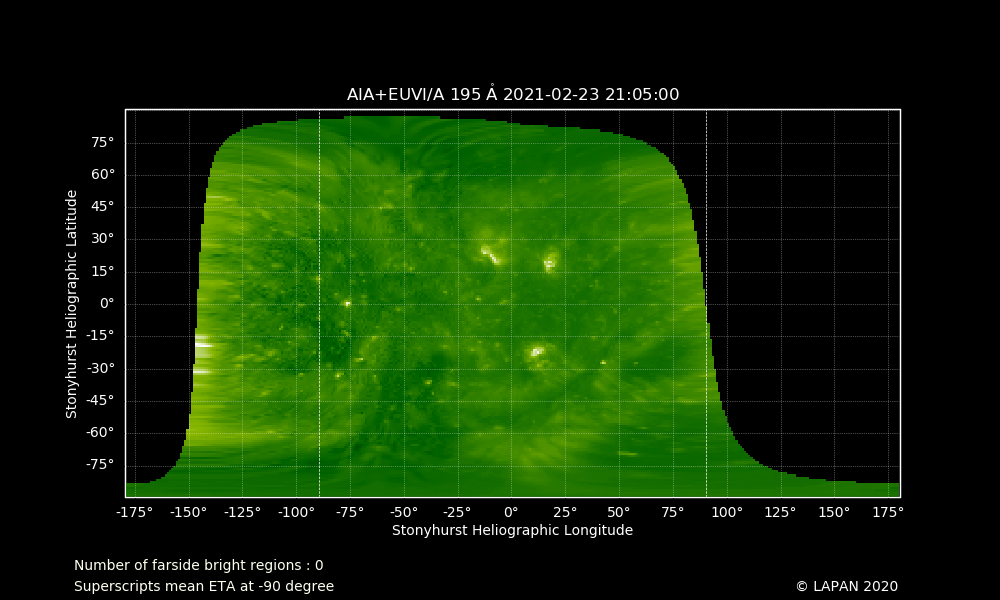 AIA+EUVI/A 195 Å 2021-02-23 21:05:00
75°
60°
45°
30°
15°
0°
-15°
-30°
-45°
-60°
-75°
Stonyhurst Heliographic Latitude
-175° -150° -125° -100° -75° -50° -25° 0° 25° 50° 75° 100° 125° 150° 175°
Stonyhurst Heliographic Longitude
Number of farside bright regions : 0
Superscripts mean ETA at -90 degree
© LAPAN 2020